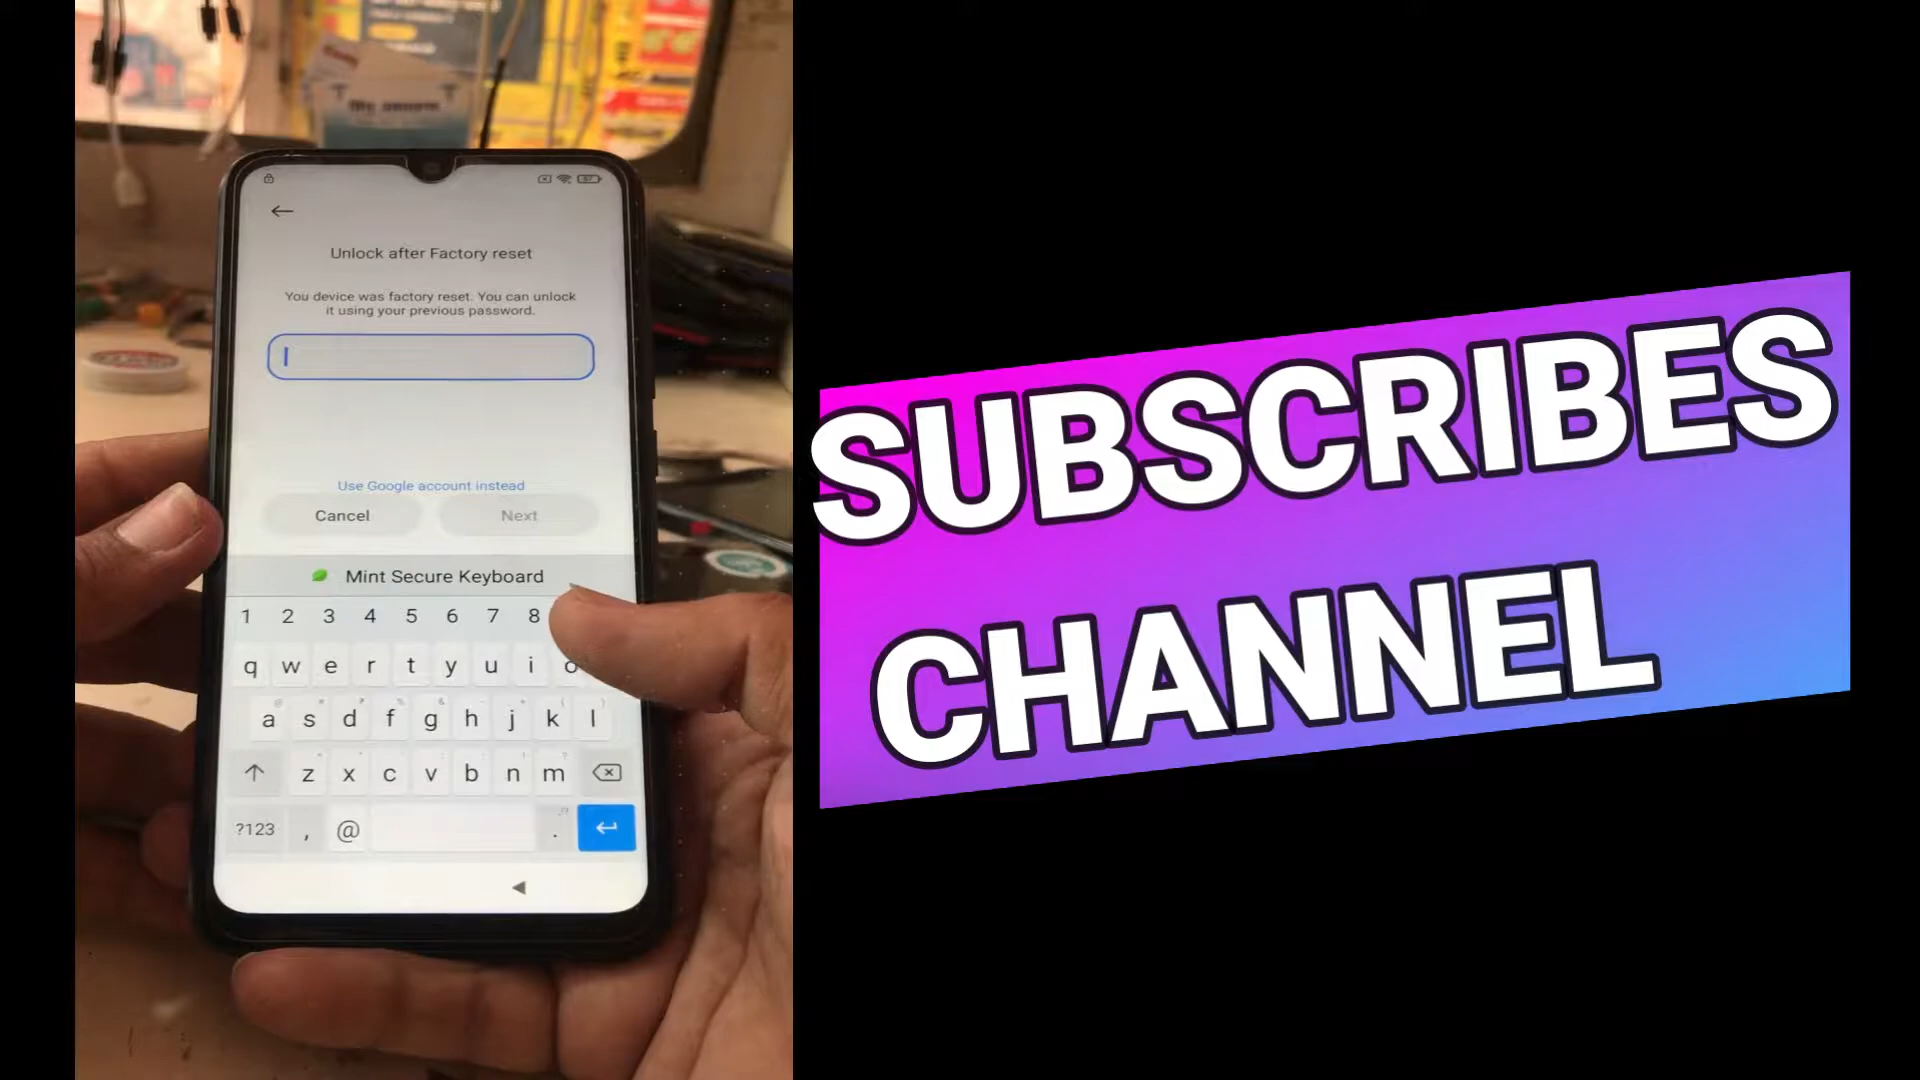 Unlock after Factory reset
You device was factory reset. You can unlock
it using your previous password.
Use Google account instead
Cancel Next
Mint Secure Keyboard
1 2 3 4 5 6 7 8
q w e r t y u i o
a s d f g h j k l
z x c v b n m
?123 , @ .
SUBSCRIBES
CHANNEL